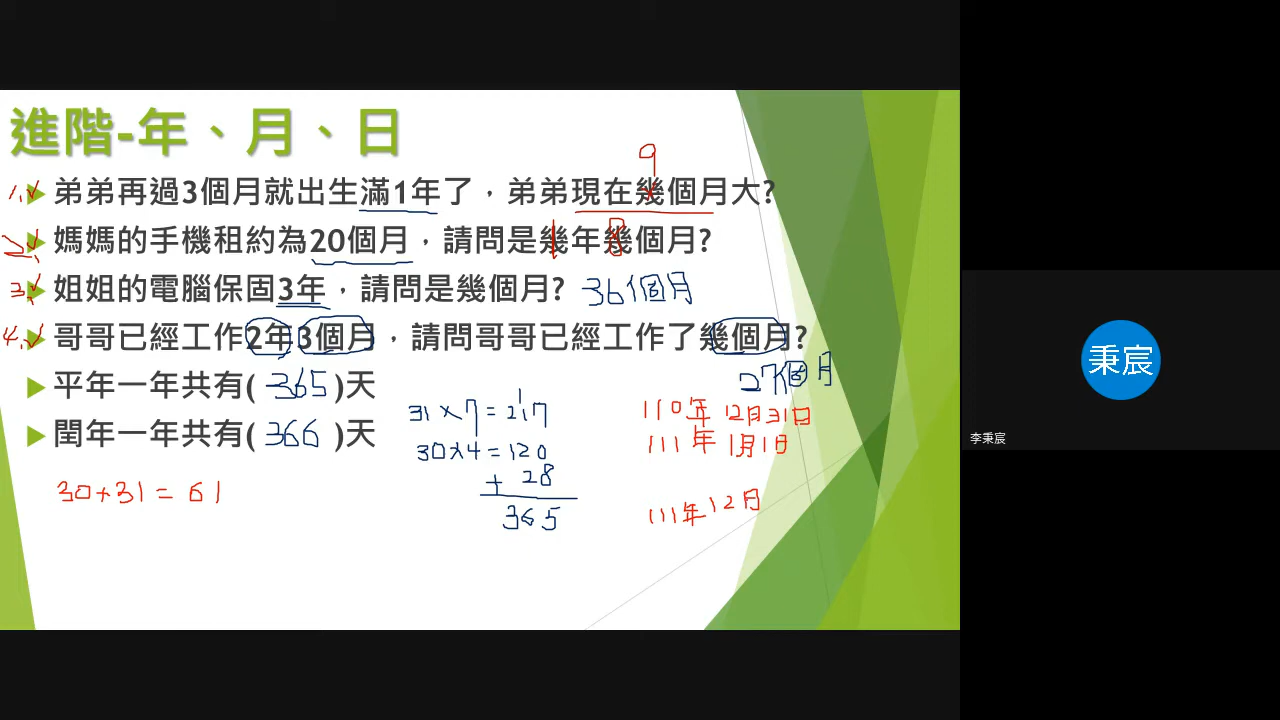 進階-年、月、日
9
1. 弟弟再過3個月就出生滿1年了，弟弟現在幾個月大?
2. 媽媽的手機租約為20個月，請問是幾年幾個月?
1 8
3. 姐姐的電腦保固3年，請問是幾個月? 36個月
4. 哥哥已經工作2年3個月，請問哥哥已經工作了幾個月?
27個月
平年一年共有( 365 )天
閏年一年共有( 366 )天
31×7=217
1
30×4=120
+ 28
365
110年12月31日
111年1月1日
111年12月
30+31=61
秉宸
李秉宸